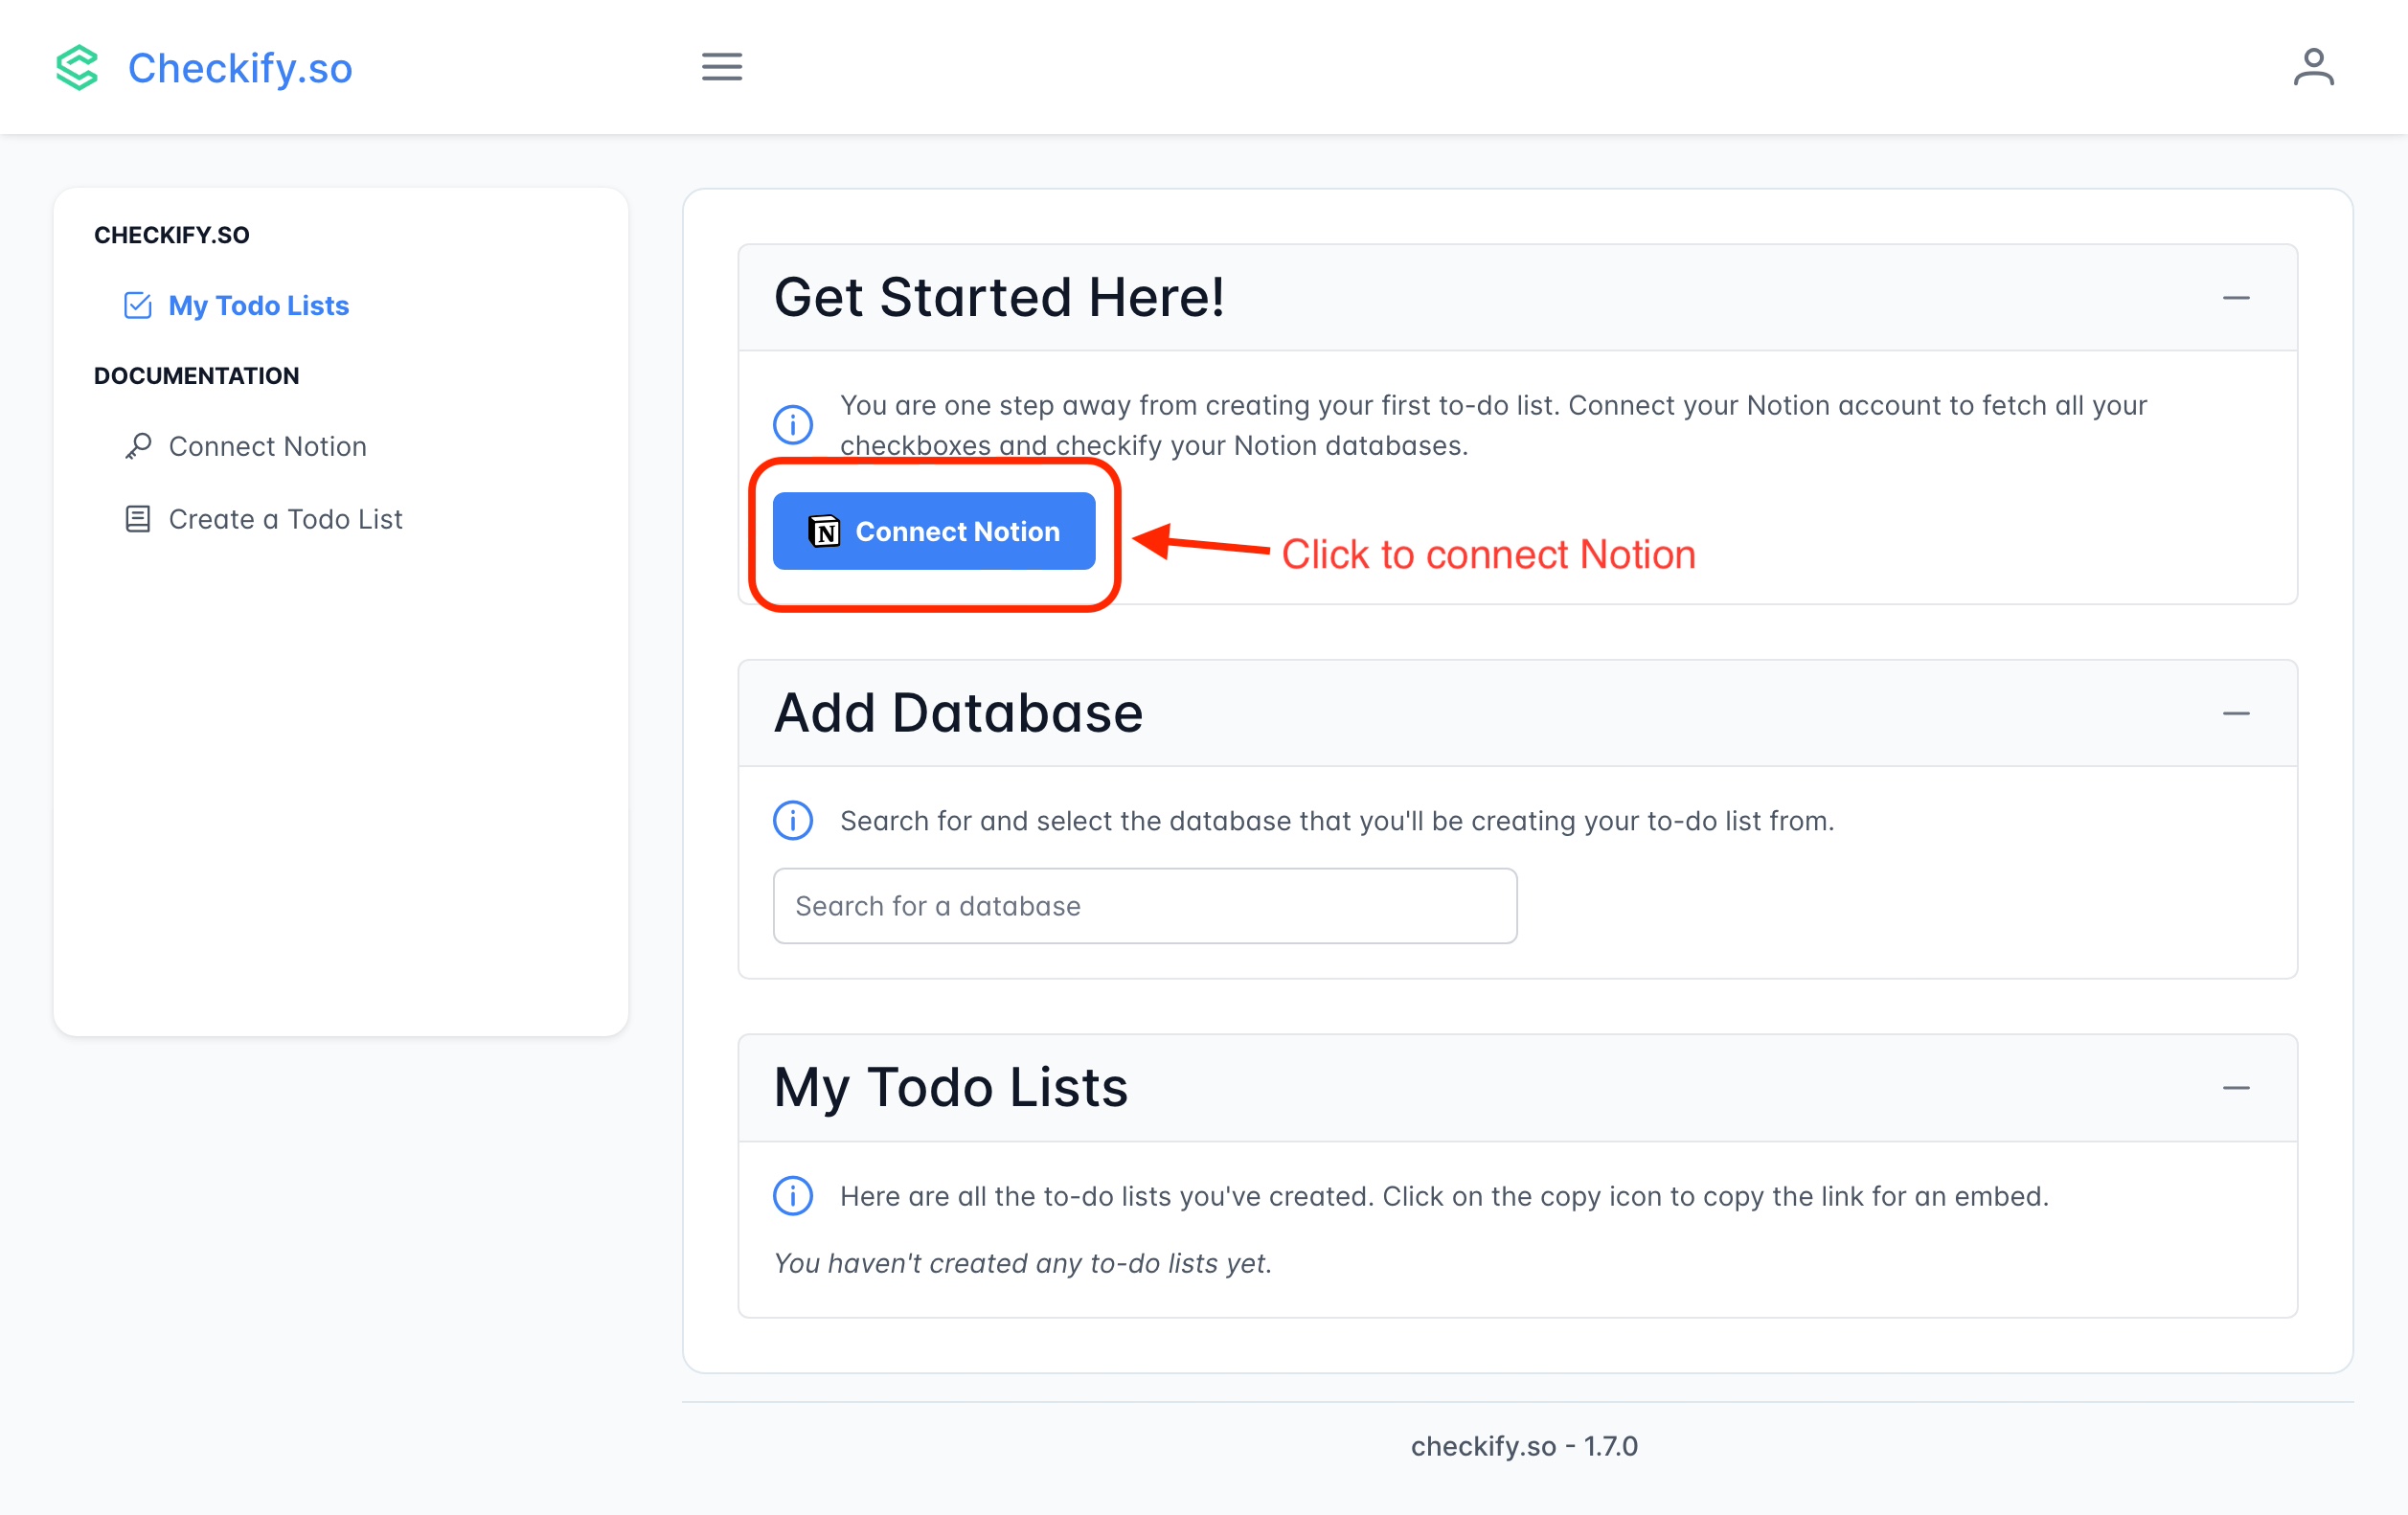 Checkify.so
CHECKIFY.SO
My Todo Lists
DOCUMENTATION
Connect Notion
Create a Todo List
Get Started Here!
You are one step away from creating your first to-do list. Connect your Notion account to fetch all your
checkboxes and checkify your Notion databases.
Connect Notion
Click to connect Notion
Add Database
Search for and select the database that you'll be creating your to-do list from.
Search for a database
My Todo Lists
Here are all the to-do lists you've created. Click on the copy icon to copy the link for an embed.
You haven't created any to-do lists yet.
checkify.so - 1.7.0